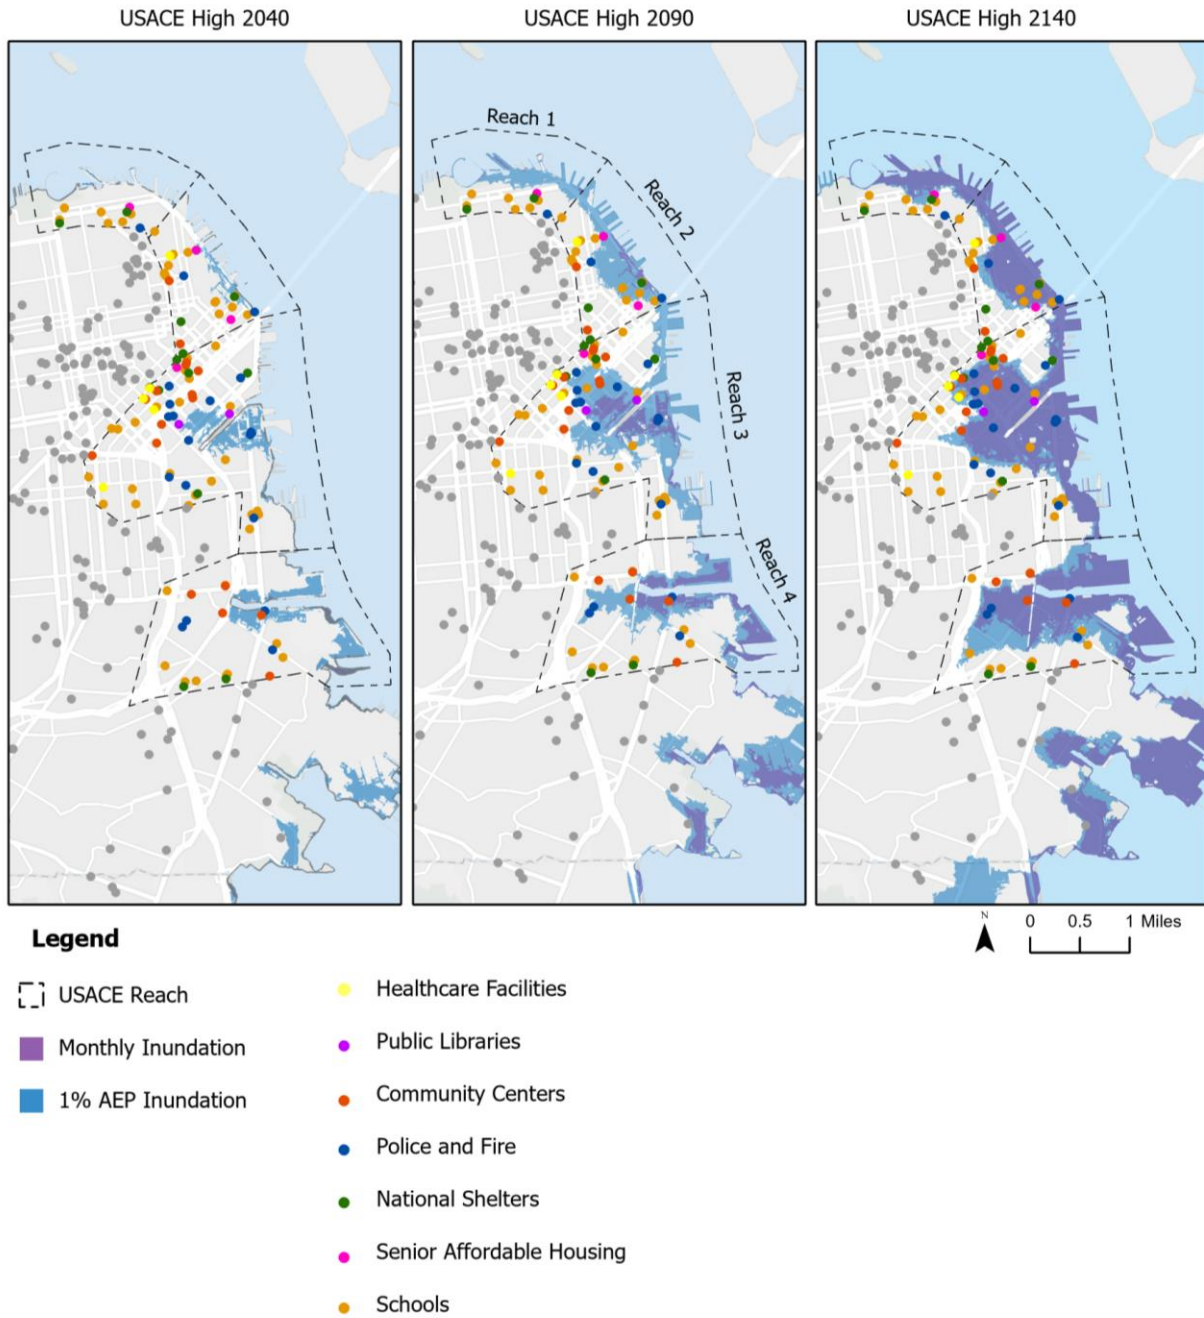 USACE High 2040
USACE High 2090
USACE High 2140
Reach 1
Reach 2
Reach 3
Reach 4
N
0 0.5 1 Miles
Legend
USACE Reach
Monthly Inundation
1% AEP Inundation
Healthcare Facilities
Public Libraries
Community Centers
Police and Fire
National Shelters
Senior Affordable Housing
Schools